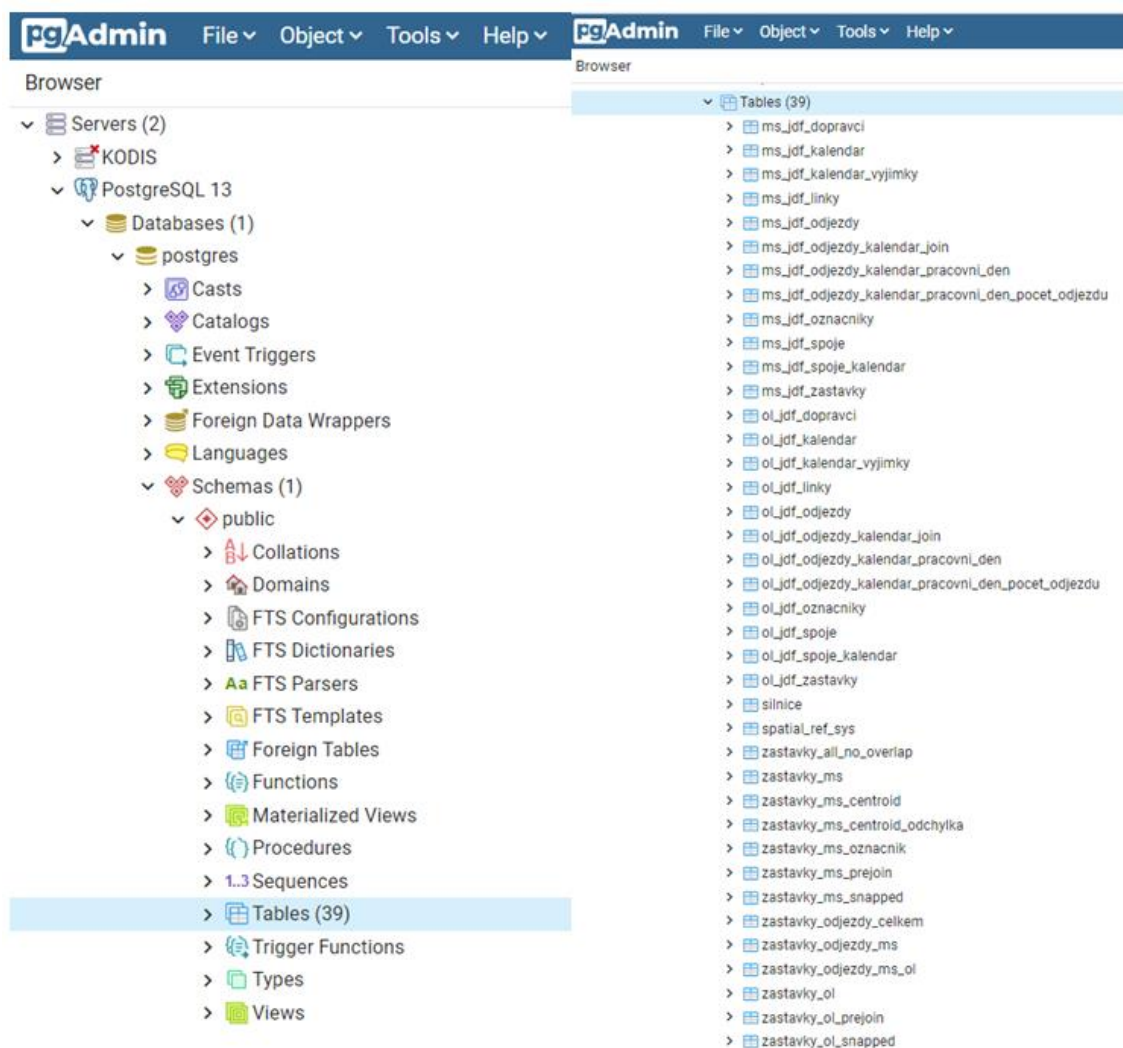 pgAdmin File Object Tools Help
Browser
Servers (2)
KODIS
PostgreSQL 13
Databases (1)
postgres
Casts
Catalogs
Event Triggers
Extensions
Foreign Data Wrappers
Languages
Schemas (1)
public
Collations
Domains
FTS Configurations
FTS Dictionaries
Aa FTS Parsers
FTS Templates
Foreign Tables
Functions
Materialized Views
Procedures
1..3 Sequences
Tables (39)
Trigger Functions
Types
Views
pgAdmin File Object Tools Help
Browser
Tables (39)
ms_jdf_dopravci
ms_jdf_kalendar
ms_jdf_kalendar_vyjimky
ms_jdf_linky
ms_jdf_odjezdy
ms_jdf_odjezdy_kalendar_join
ms_jdf_odjezdy_kalendar_pracovni_den
ms_jdf_odjezdy_kalendar_pracovni_den_pocet_odjezdu
ms_jdf_oznacniky
ms_jdf_spoje
ms_jdf_spoje_kalendar
ms_jdf_zastavky
ol_jdf_dopravci
ol_jdf_kalendar
ol_jdf_kalendar_vyjimky
ol_jdf_linky
ol_jdf_odjezdy
ol_jdf_odjezdy_kalendar_join
ol_jdf_odjezdy_kalendar_pracovni_den
ol_jdf_odjezdy_kalendar_pracovni_den_pocet_odjezdu
ol_jdf_oznacniky
ol_jdf_spoje
ol_jdf_spoje_kalendar
ol_jdf_zastavky
silnice
spatial_ref_sys
zastavky_all_no_overlap
zastavky_ms
zastavky_ms_centroid
zastavky_ms_centroid_odchylka
zastavky_ms_oznacnik
zastavky_ms_prejoin
zastavky_ms_snapped
zastavky_odjezdy_celkem
zastavky_odjezdy_ms
zastavky_odjezdy_ms_ol
zastavky_ol
zastavky_ol_prejoin
zastavky_ol_snapped